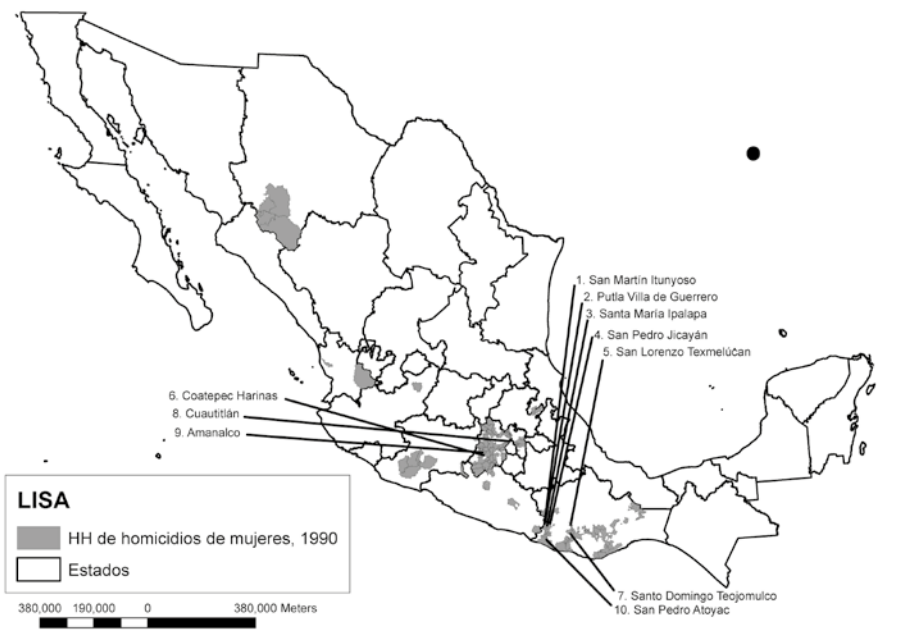 1. San Martín Itunyoso
2. Putla Villa de Guerrero
3. Santa María Ipalapa
4. San Pedro Jicayán
5. San Lorenzo Texmelúcan
6. Coatepec Harinas
8. Cuautitlán
9. Amanalco
LISA
HH de homicidios de mujeres, 1990
Estados
7. Santo Domingo Teojomulco
10. San Pedro Atoyac
380,000 190,000 0 380,000 Meters